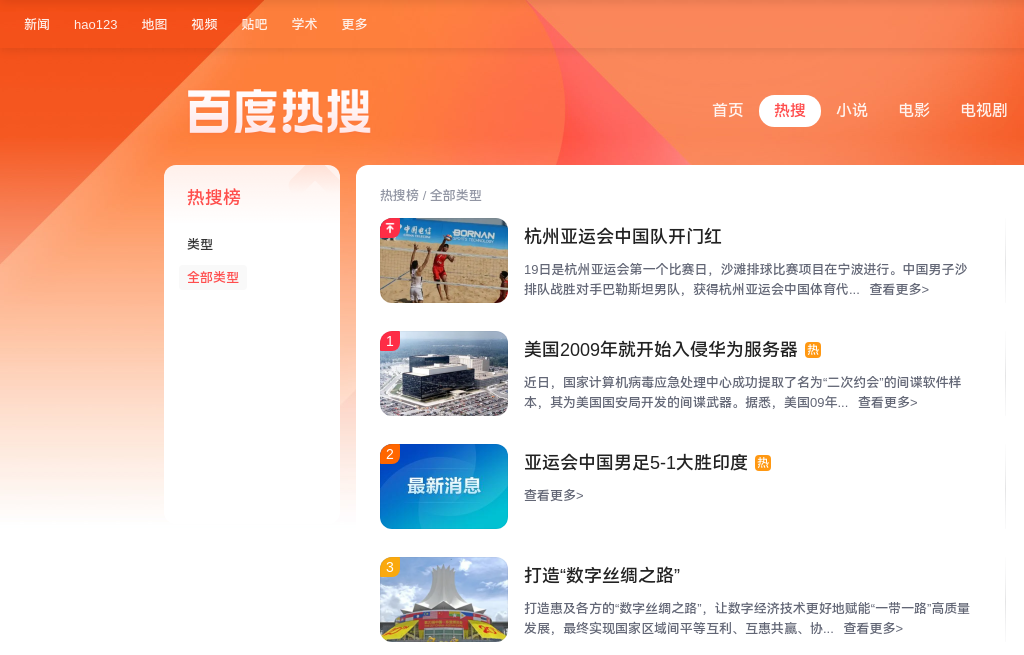 新闻 hao123 地图 视频 贴吧 学术 更多
百度热搜
首页 热搜 小说 电影 电视剧
热搜榜
类型
全部类型
热搜榜 / 全部类型
中国电信 BORNAN
SPORTS TECHNOLOGY
杭州亚运会中国队开门红
19日是杭州亚运会第一个比赛日，沙滩排球比赛项目在宁波进行。中国男子沙
排队战胜对手巴勒斯坦男队，获得杭州亚运会中国体育代... 查看更多>
1
美国2009年就开始入侵华为服务器 热
近日，国家计算机病毒应急处理中心成功提取了名为“二次约会”的间谍软件样
本，其为美国国安局开发的间谍武器。据悉，美国09年... 查看更多>
2
最新消息
亚运会中国男足5-1大胜印度 热
查看更多>
3
打造“数字丝绸之路”
打造惠及各方的“数字丝绸之路”，让数字经济技术更好地赋能“一带一路”高质量
发展，最终实现国家区域间平等互利、互惠共赢、协... 查看更多>